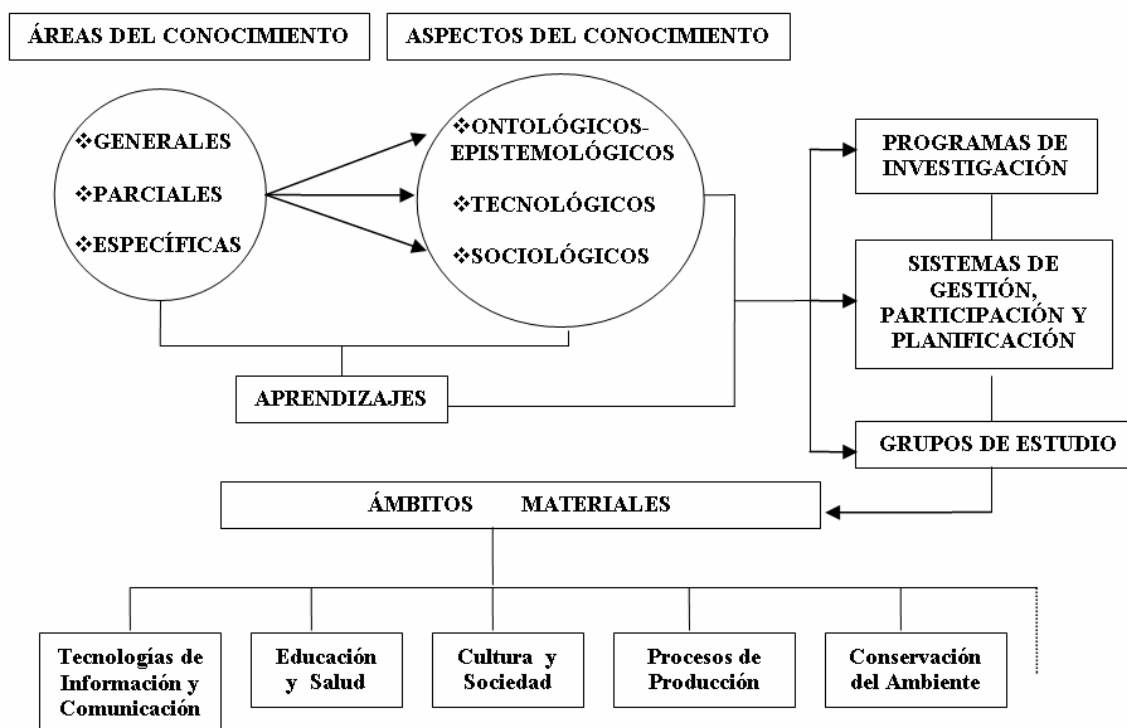 ÁREAS DEL CONOCIMIENTO
ASPECTOS DEL CONOCIMIENTO
❖GENERALES
❖PARCIALES
❖ESPECÍFICAS
❖ONTOLÓGICOS-
EPISTEMOLÓGICOS
❖TECNOLÓGICOS
❖SOCIOLÓGICOS
PROGRAMAS DE
INVESTIGACIÓN
SISTEMAS DE
GESTIÓN,
PARTICIPACIÓN Y
PLANIFICACIÓN
APRENDIZAJES
GRUPOS DE ESTUDIO
ÁMBITOS MATERIALES
Tecnologías de
Información y
Comunicación
Educación
y Salud
Cultura y
Sociedad
Procesos de
Producción
Conservación
del Ambiente